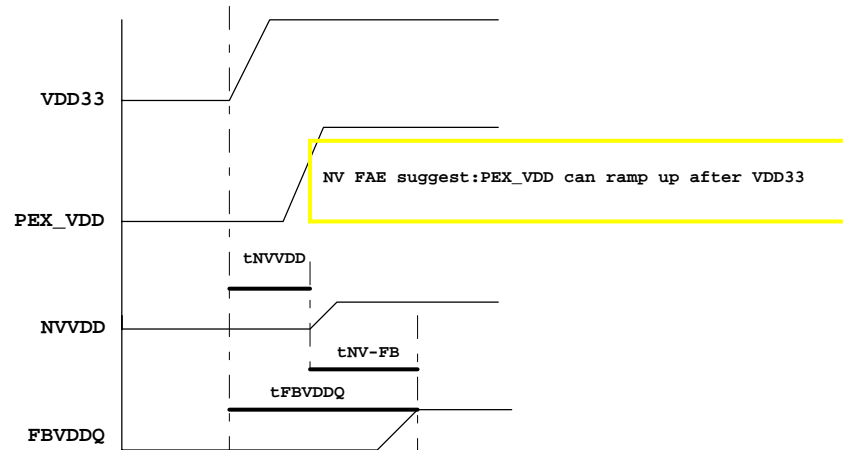 VDD33
NV FAE suggest:PEX_VDD can ramp up after VDD33
PEX_VDD
tNVVDD
NVVDD
tNV-FB
tFBVDDQ
FBVDDQ